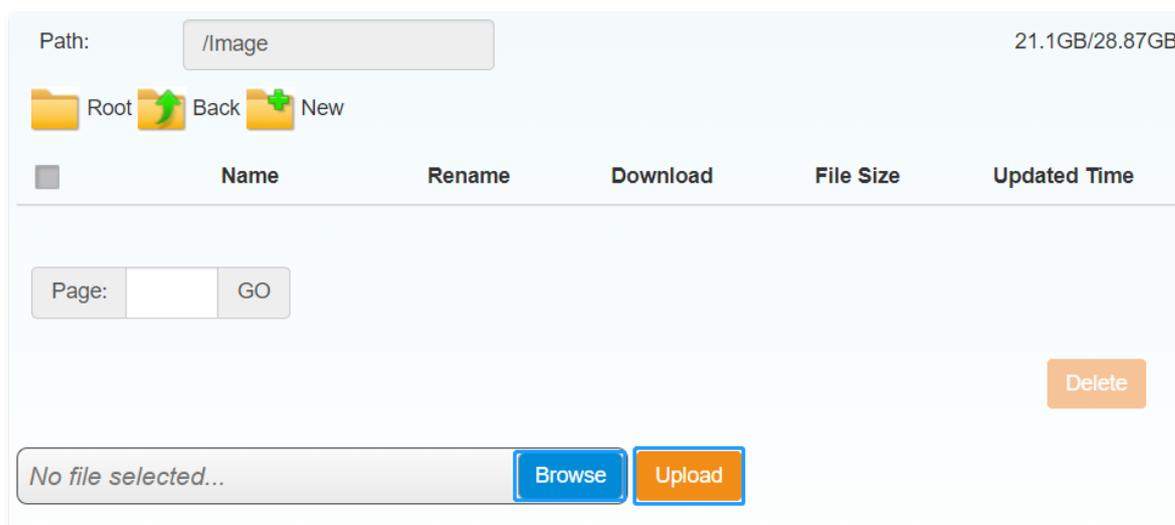 Path: /Image 21.1GB/28.87GB
Root Back New
Name Rename Download File Size Updated Time
Page: GO
Delete
No file selected... Browse Upload